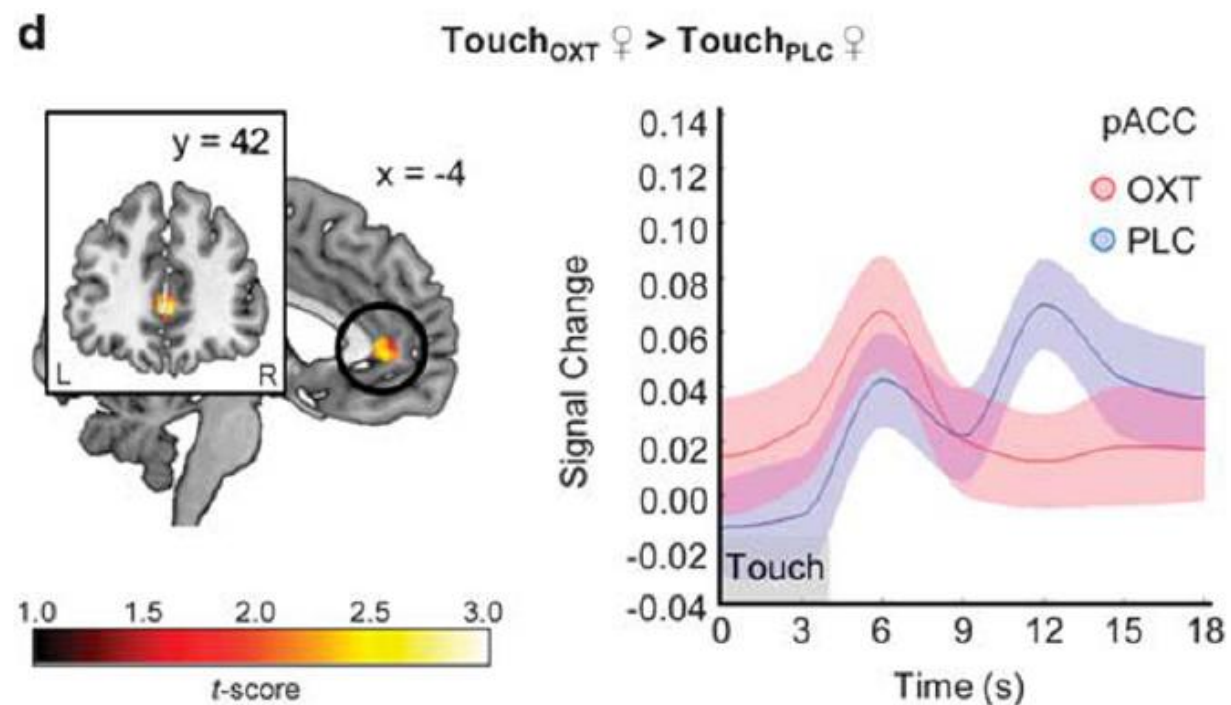 d
Touch_OXT ♀ > Touch_PLC ♀
y = 42
x = -4
L
R
1.0 1.5 2.0 2.5 3.0
t-score
Signal Change
0.14
0.12
0.10
0.08
0.06
0.04
0.02
0.00
-0.02
-0.04
pACC
OXT
PLC
Touch
0 3 6 9 12 15 18
Time (s)